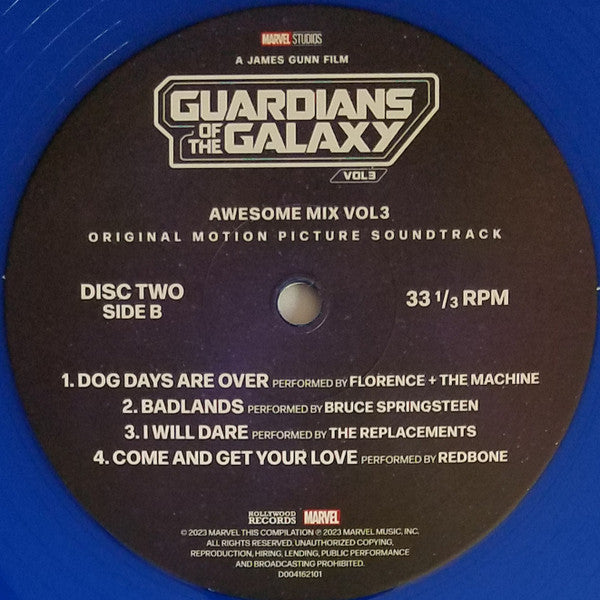 MARVEL STUDIOS
A JAMES GUNN FILM
GUARDIANS
OF THE GALAXY
VOL3
AWESOME MIX VOL3
ORIGINAL MOTION PICTURE SOUNDTRACK
DISC TWO
SIDE B
33 1/3 RPM
1. DOG DAYS ARE OVER PERFORMED BY FLORENCE + THE MACHINE
2. BADLANDS PERFORMED BY BRUCE SPRINGSTEEN
3. I WILL DARE PERFORMED BY THE REPLACEMENTS
4. COME AND GET YOUR LOVE PERFORMED BY REDBONE
HOLLYWOOD
RECORDS MARVEL
© 2023 MARVEL THIS COMPILATION ℗ 2023 MARVEL MUSIC, INC.
ALL RIGHTS RESERVED. UNAUTHORIZED COPYING,
REPRODUCTION, HIRING, LENDING, PUBLIC PERFORMANCE
AND BROADCASTING PROHIBITED.
D004162101